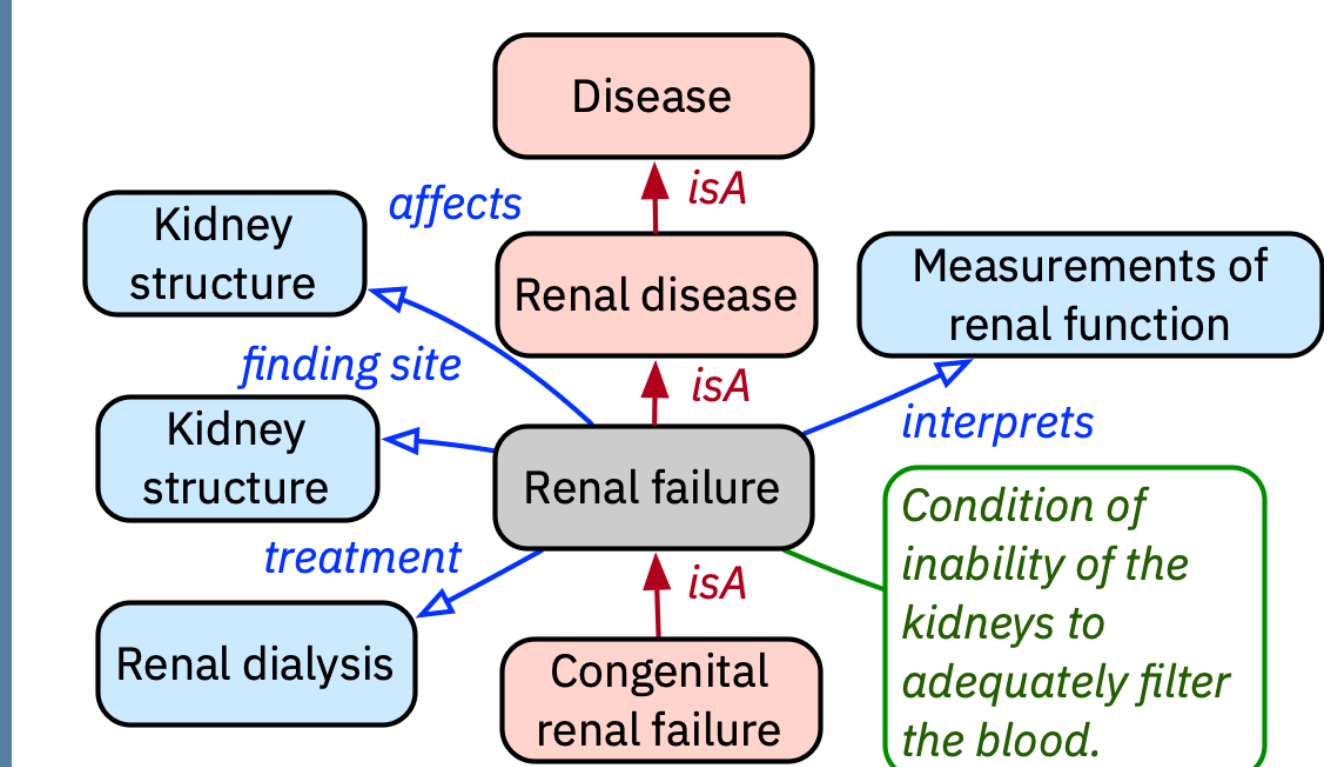 Disease
isA
affects
Kidney
structure
Renal disease
Measurements of
renal function
finding site
isA
interprets
Kidney
structure
Renal failure
Condition of
inability of the
kidneys to
adequately filter
the blood.
treatment
isA
Renal dialysis
Congenital
renal failure